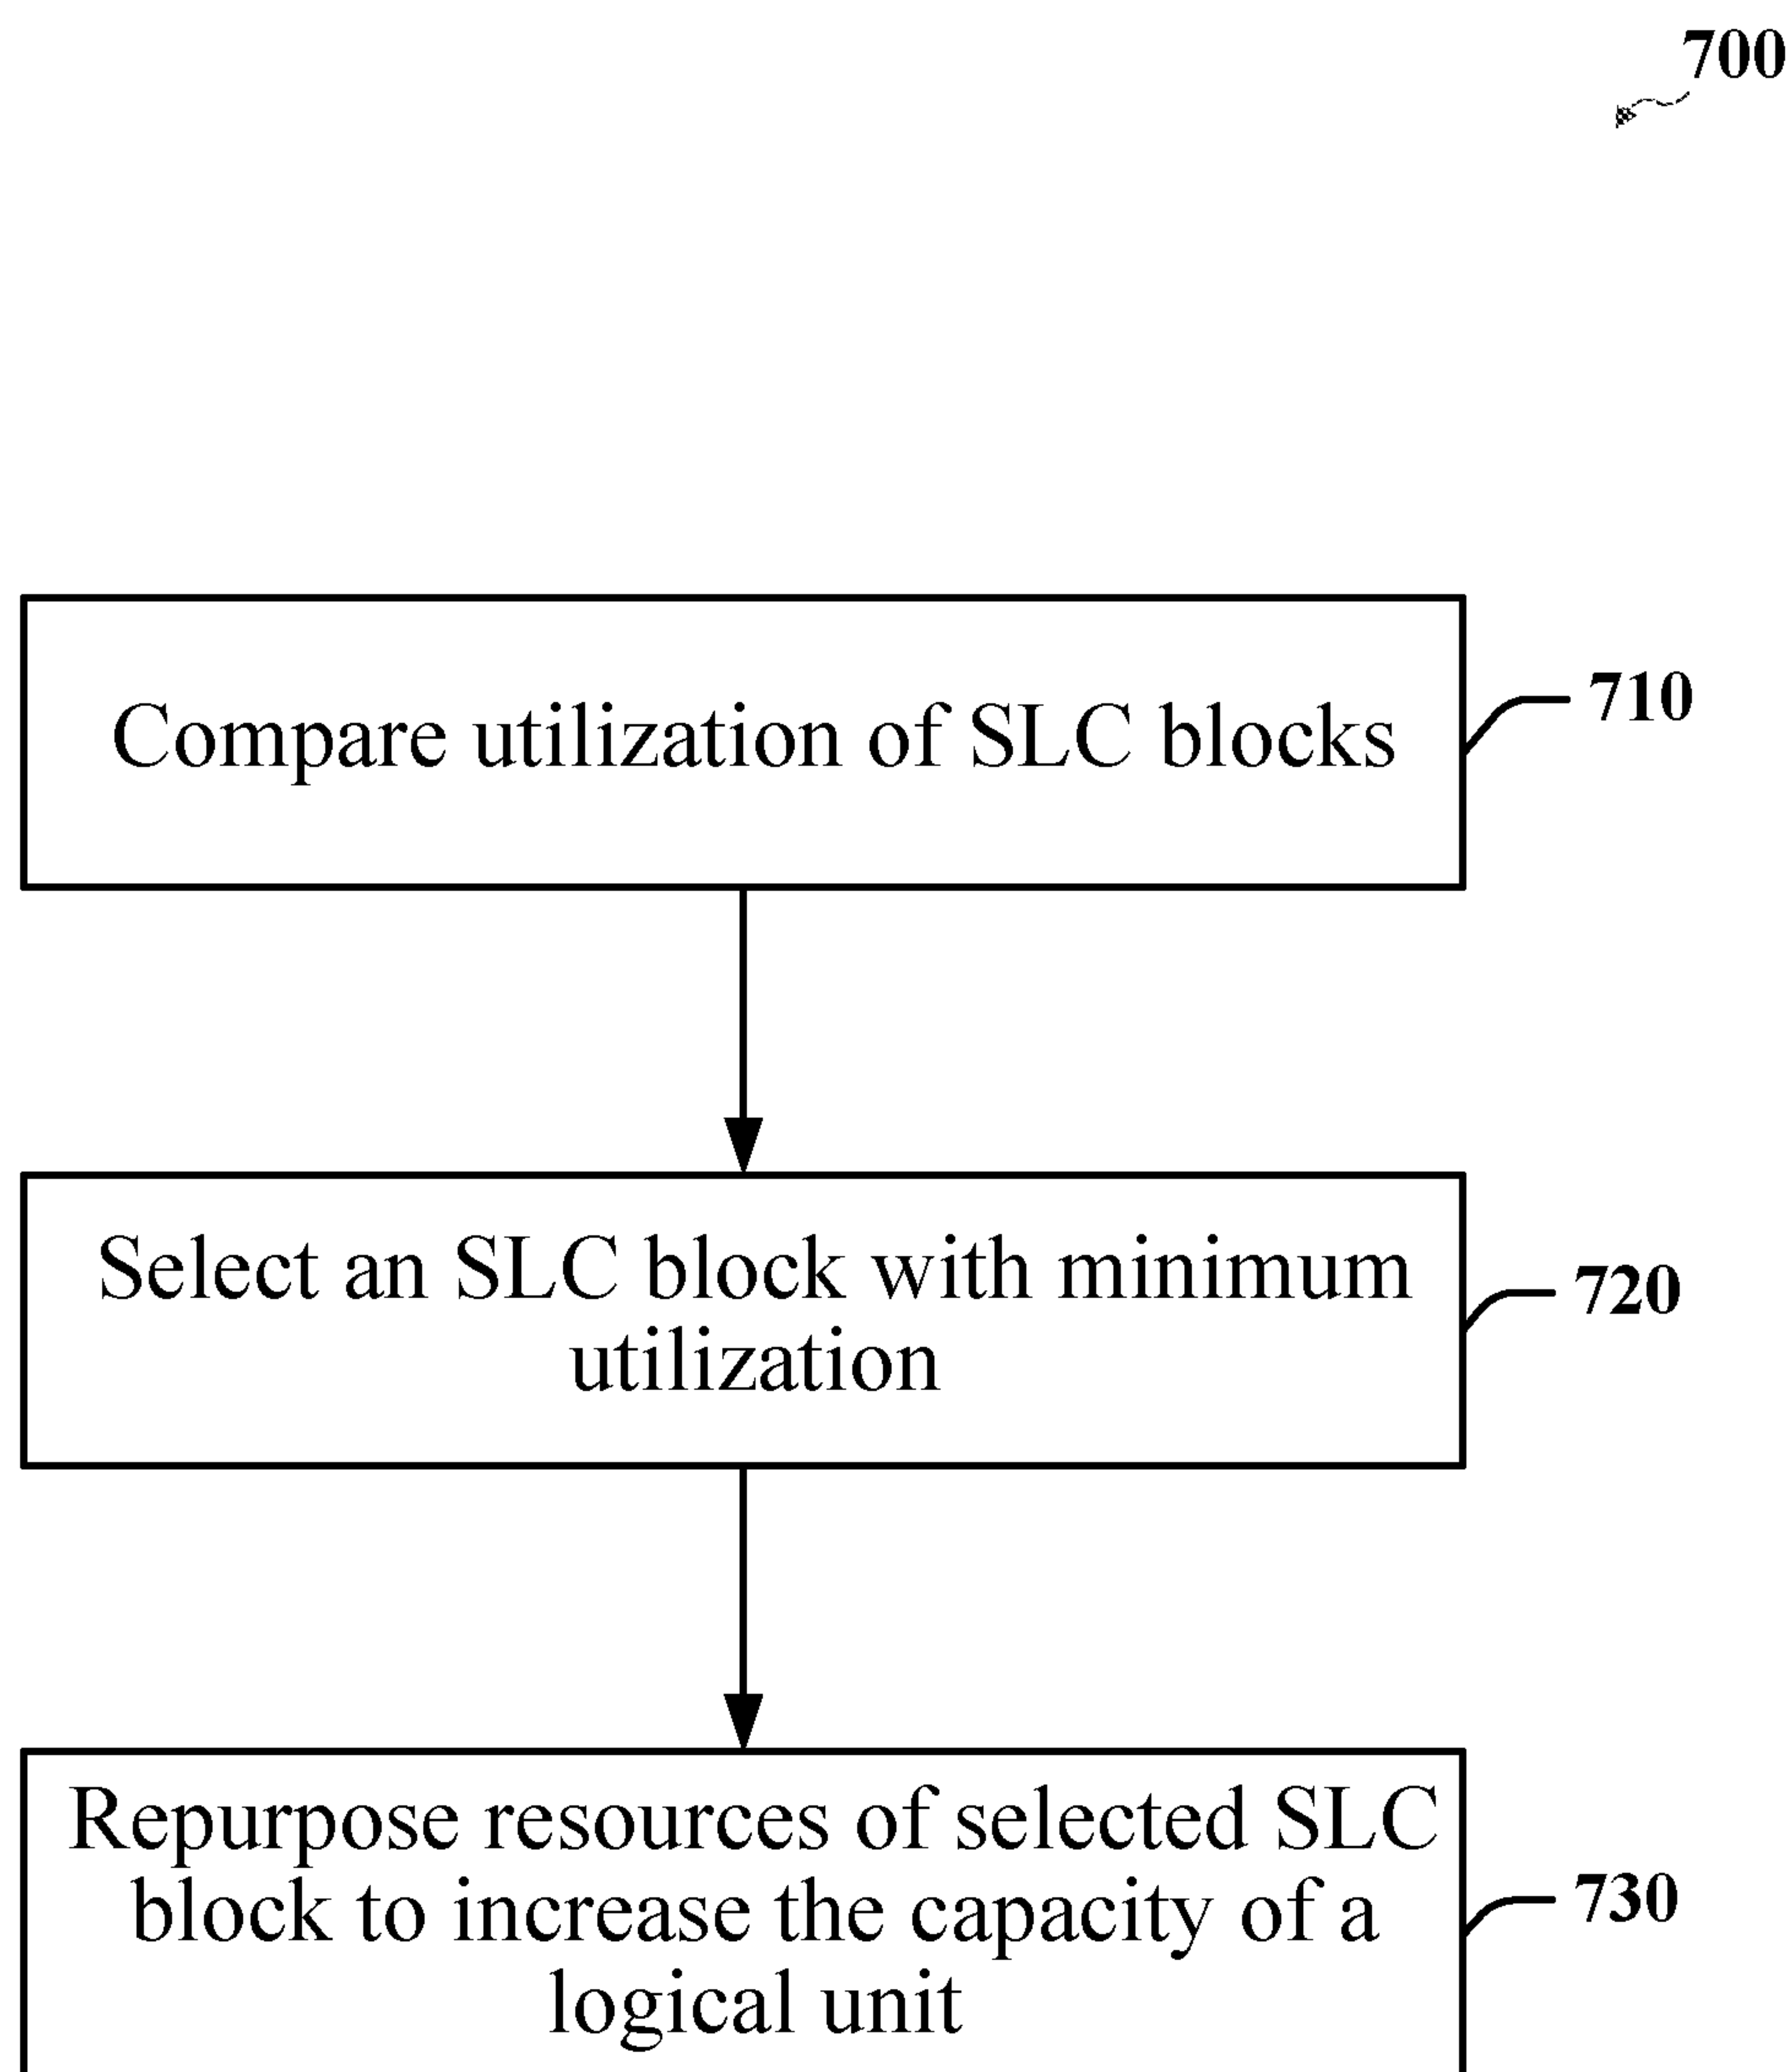 700
Compare utilization of SLC blocks
710
Select an SLC block with minimum
utilization
720
Repurpose resources of selected SLC
block to increase the capacity of a
logical unit
730